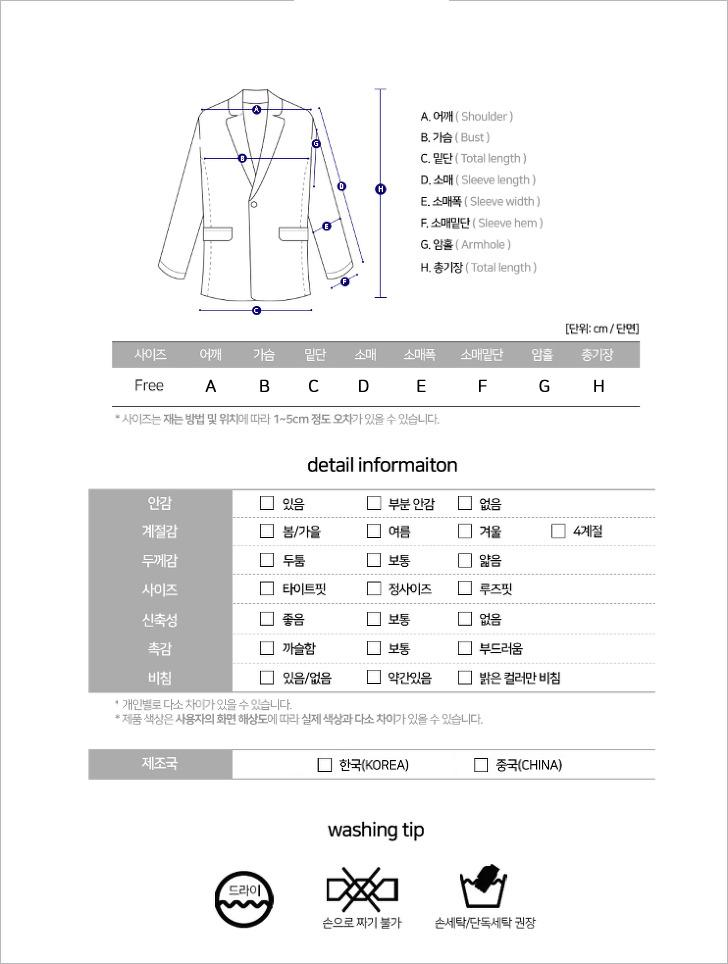 A
B
G
D
H
E
F
C
A. 어깨 ( Shoulder )
B. 가슴 ( Bust )
C. 밑단 ( Total length )
D. 소매 ( Sleeve length )
E. 소매폭 ( Sleeve width )
F. 소매밑단 ( Sleeve hem )
G. 암홀 ( Armhole )
H. 총기장 ( Total length )
[단위: cm / 단면]
사이즈 어깨 가슴 밑단 소매 소매폭 소매밑단 암홀 총기장
Free A B C D E F G H
* 사이즈는 재는 방법 및 위치에 따라 1~5cm 정도 오차가 있을 수 있습니다.
detail informaiton
안감 있음 부분 안감 없음
계절감 봄/가을 여름 겨울 4계절
두께감 두툼 보통 얇음
사이즈 타이트핏 정사이즈 루즈핏
신축성 좋음 보통 없음
촉감 까슬함 보통 부드러움
비침 있음/없음 약간있음 밝은 컬러만 비침
* 개인별로 다소 차이가 있을 수 있습니다.
* 제품 색상은 사용자의 화면 해상도에 따라 실제 색상과 다소 차이가 있을 수 있습니다.
제조국 한국(KOREA) 중국(CHINA)
washing tip
드라이
손으로 짜기 불가
손세탁/단독세탁 권장